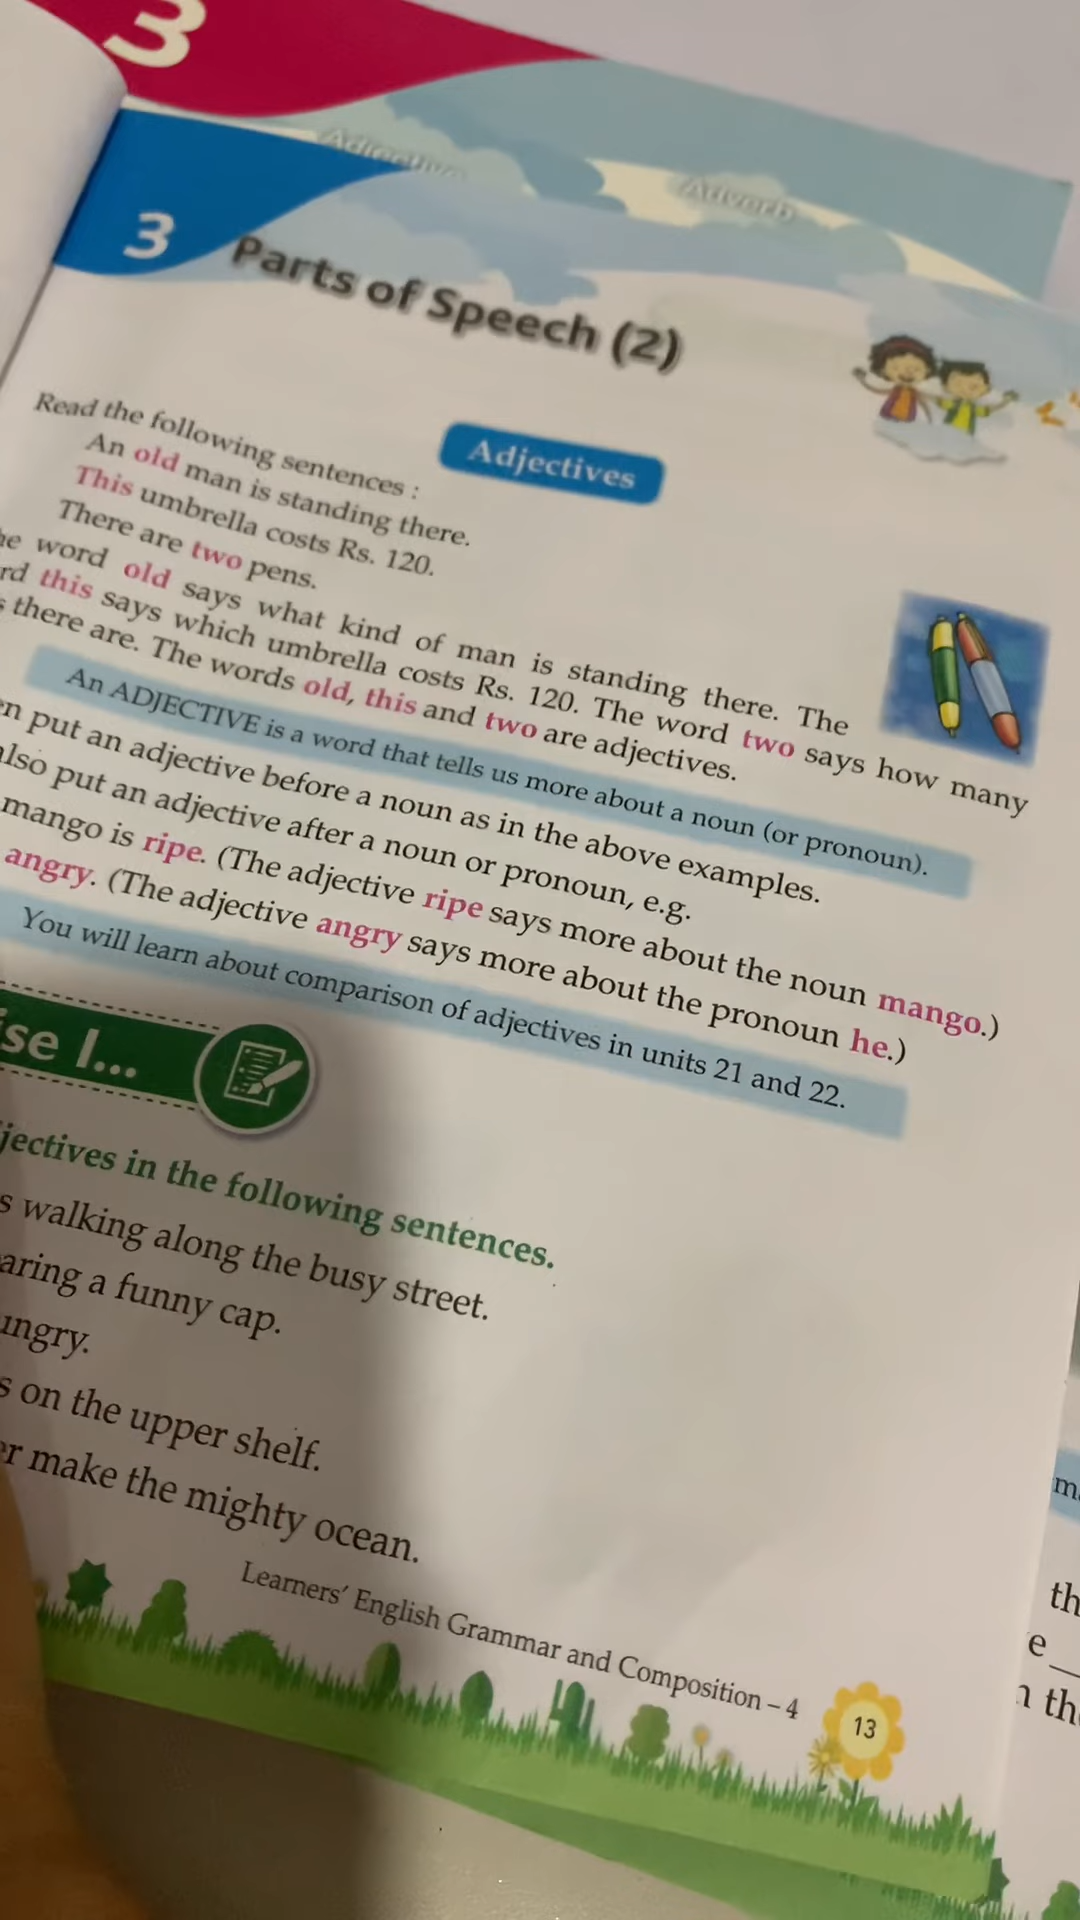 3
Adjective
Adverb
3
Parts of Speech (2)
Adjectives
Read the following sentences :
An old man is standing there.
This umbrella costs Rs. 120.
There are two pens.
word old says what kind of man is standing there. The
this says which umbrella costs Rs. 120. The word two says how many
there are. The words old, this and two are adjectives.
An ADJECTIVE is a word that tells us more about a noun (or pronoun).
put an adjective before a noun as in the above examples.
also put an adjective after a noun or pronoun, e.g.
mango is ripe. (The adjective ripe says more about the noun mango.)
angry. (The adjective angry says more about the pronoun he.)
You will learn about comparison of adjectives in units 21 and 22.
se I...
jectives in the following sentences.
s walking along the busy street.
aring a funny cap.
ungry.
s on the upper shelf.
er make the mighty ocean.
Learners' English Grammar and Composition – 4
13